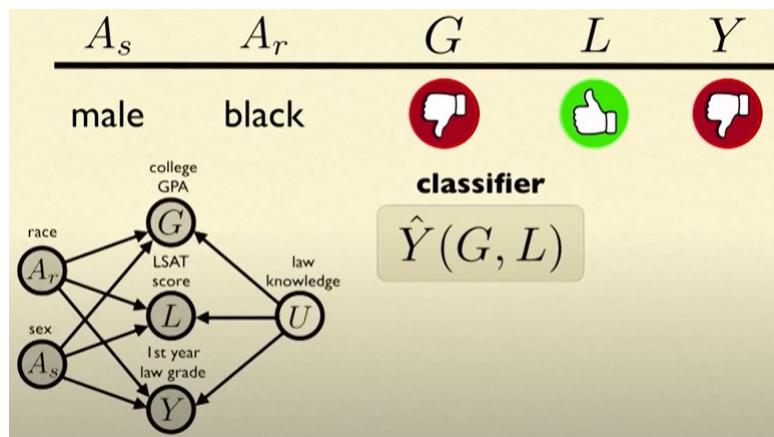 A_s A_r G L Y
male black
classifier
Ŷ(G, L)
college
GPA
G
race
A_r
LSAT
score
L
law
knowledge
U
sex
A_s
1st year
law grade
Y